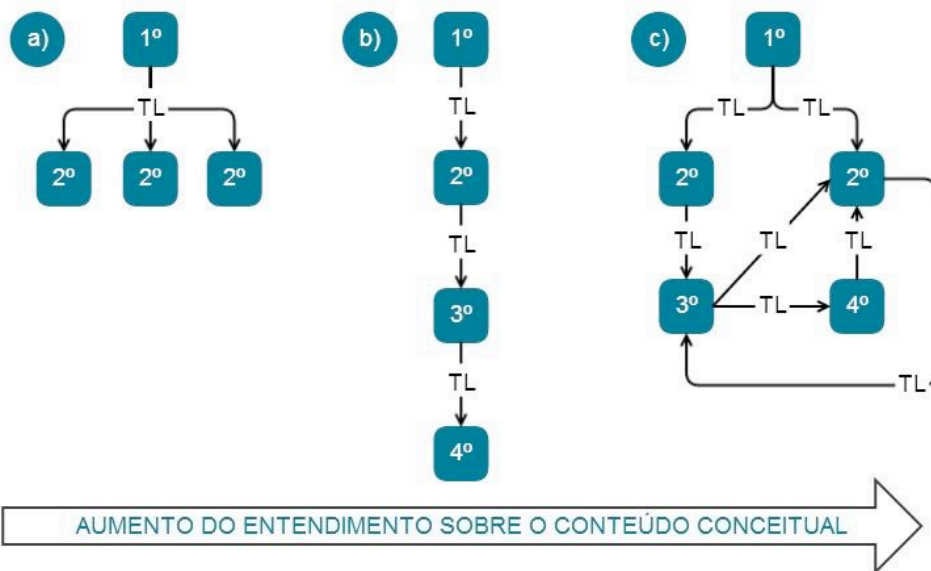 a)
1º
TL
2º 2º 2º
b)
1º
TL
2º
TL
3º
TL
4º
c)
1º
TL TL
2º 2º
TL TL TL
3º TL 4º
TL
AUMENTO DO ENTENDIMENTO SOBRE O CONTEÚDO CONCEITUAL